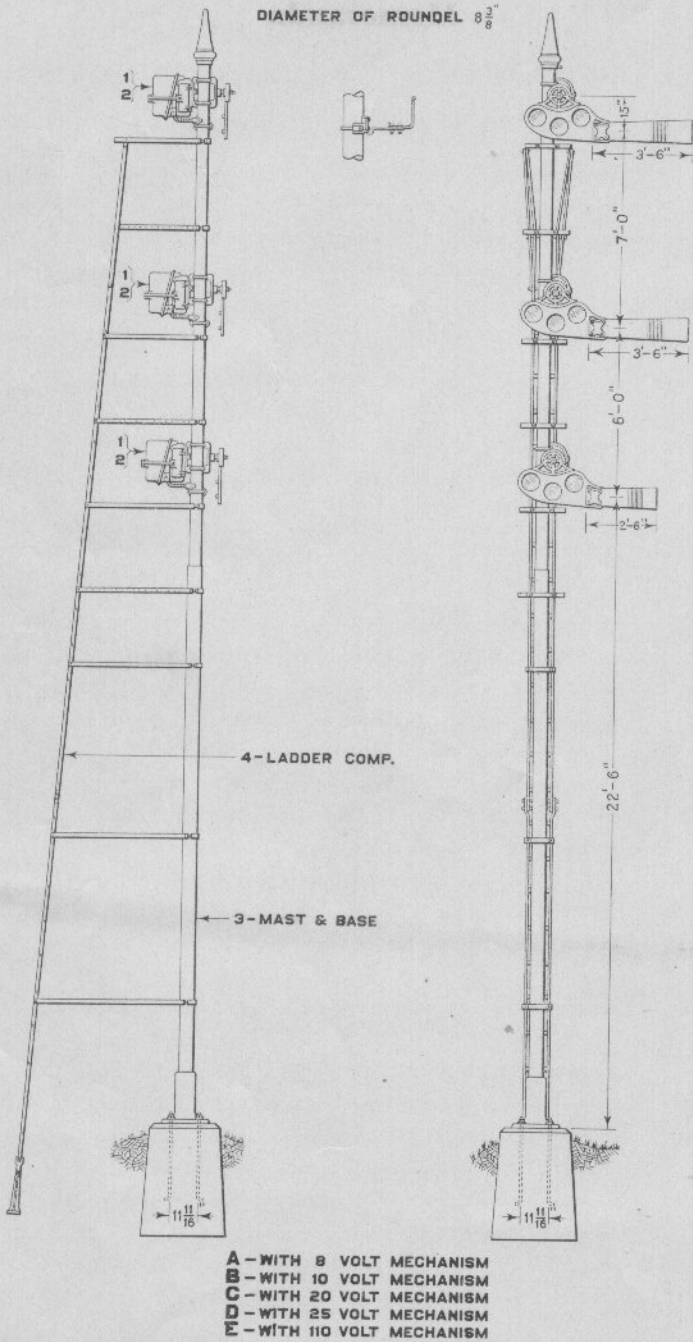 DIAMETER OF ROUNDEL 8 3/8"
1
2
15"
3'-6"
7'-0"
1
2
3'-6"
6'-0"
1
2
2'-6"
4-LADDER COMP.
22'-6"
3-MAST & BASE
11 11/16
11 11/16
A-WITH 8 VOLT MECHANISM
B-WITH 10 VOLT MECHANISM
C-WITH 20 VOLT MECHANISM
D-WITH 25 VOLT MECHANISM
E-WITH 110 VOLT MECHANISM